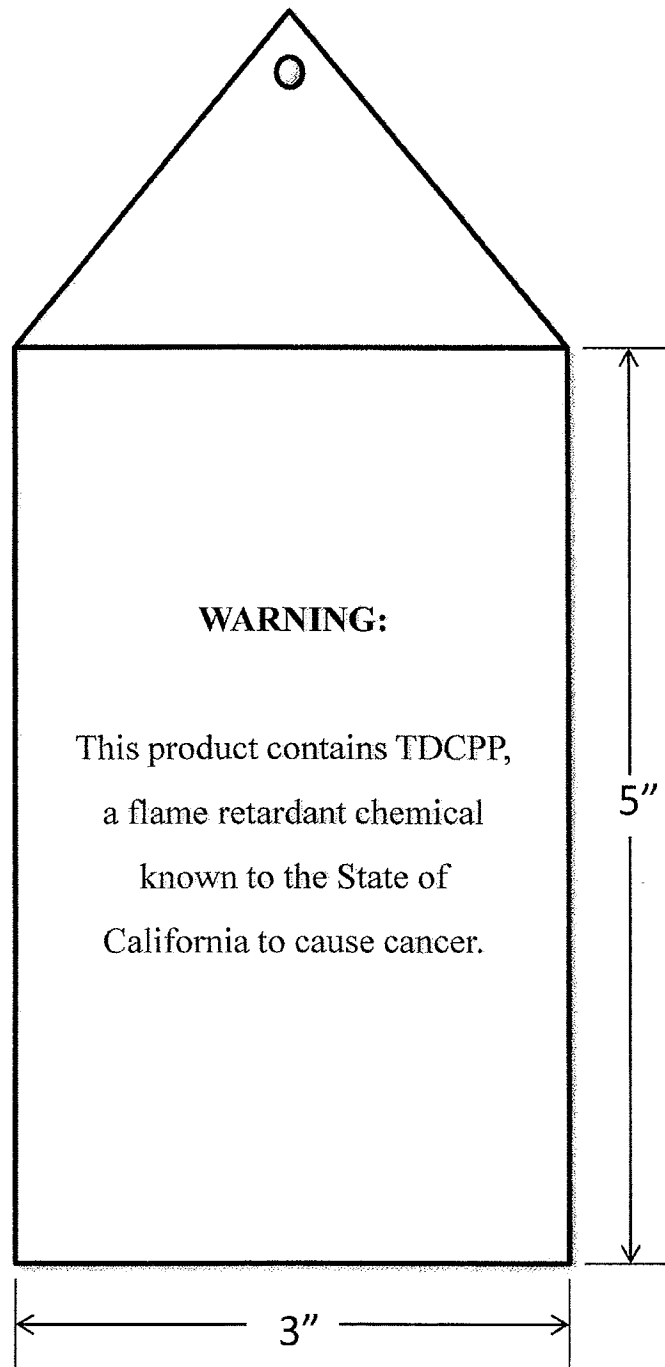 WARNING:
This product contains TDCPP,
a flame retardant chemical
known to the State of
California to cause cancer.
5"
3"